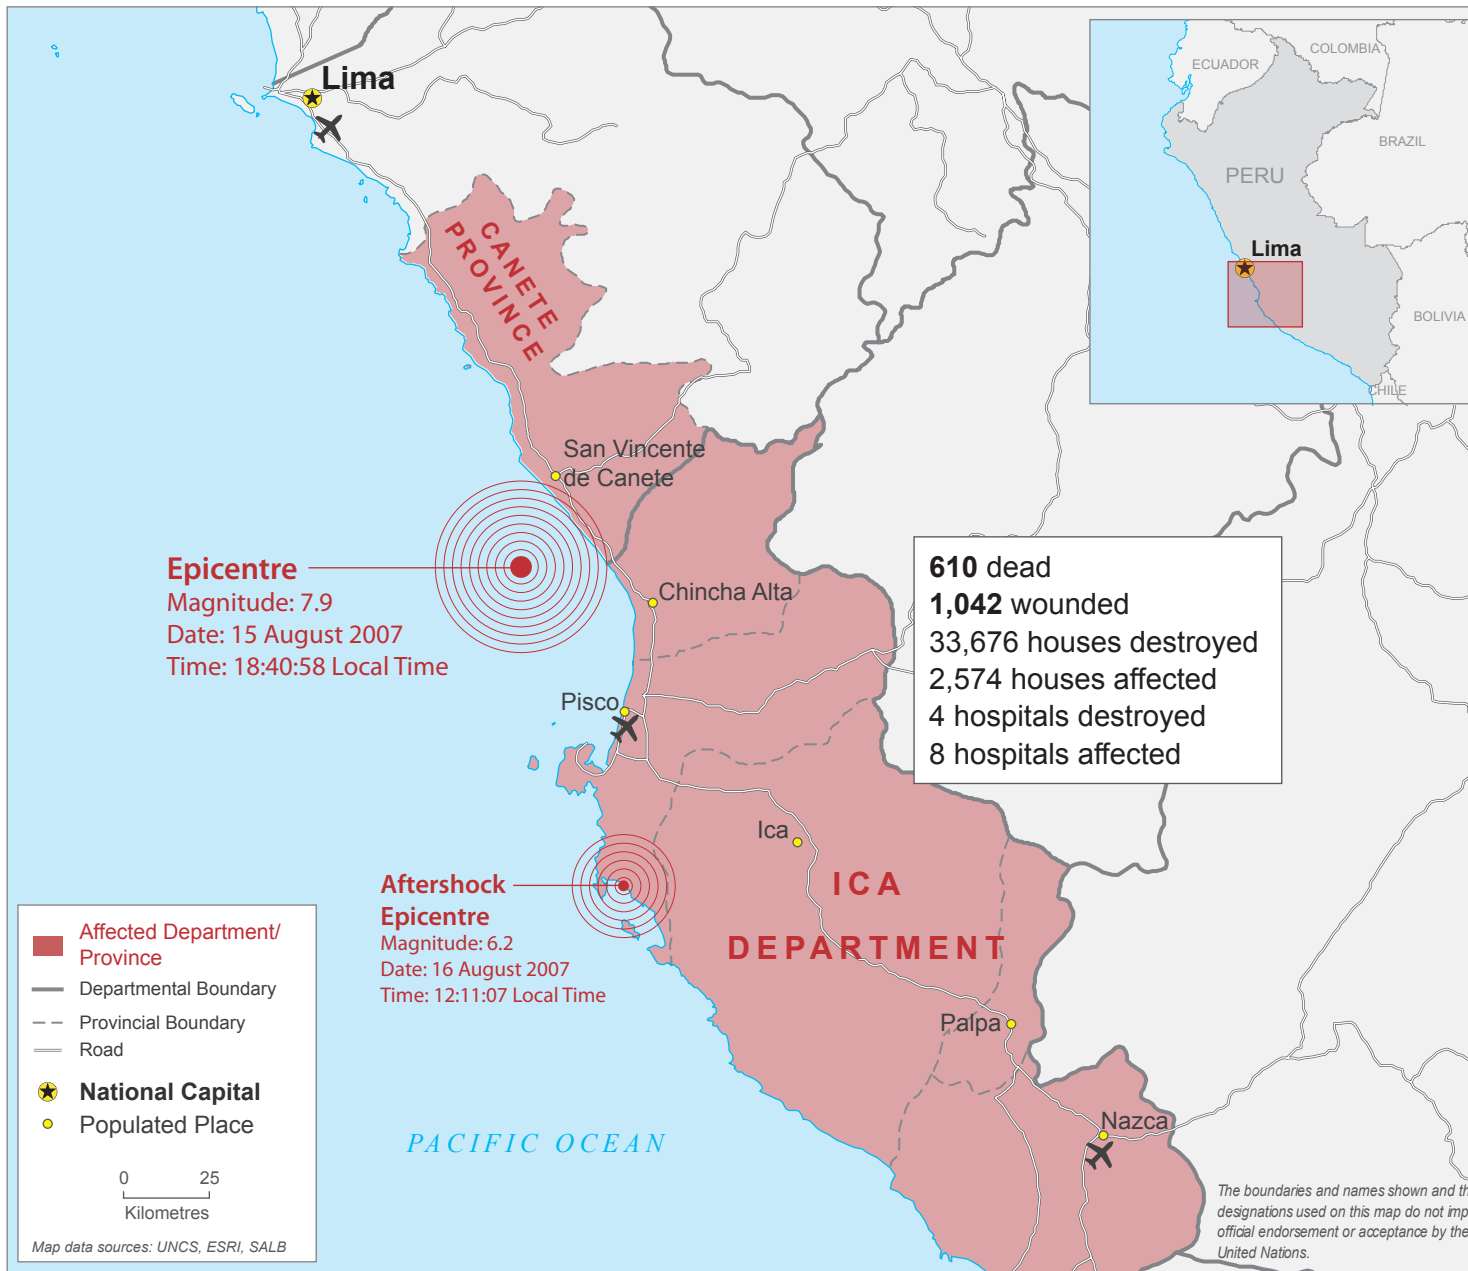 Lima
ECUADOR
COLOMBIA
BRAZIL
PERU
Lima
BOLIVIA
CHILE
CANETE
PROVINCE
San Vincente
de Canete
Epicentre
Magnitude: 7.9
Date: 15 August 2007
Time: 18:40:58 Local Time
Chincha Alta
610 dead
1,042 wounded
33,676 houses destroyed
2,574 houses affected
4 hospitals destroyed
8 hospitals affected
Pisco
Ica
ICA
DEPARTMENT
Aftershock
Epicentre
Magnitude: 6.2
Date: 16 August 2007
Time: 12:11:07 Local Time
Palpa
Nazca
PACIFIC OCEAN
Affected Department/
Province
Departmental Boundary
Provincial Boundary
Road
National Capital
Populated Place
0 25
Kilometres
Map data sources: UNCS, ESRI, SALB
The boundaries and names shown and th
designations used on this map do not imp
official endorsement or acceptance by the
United Nations.